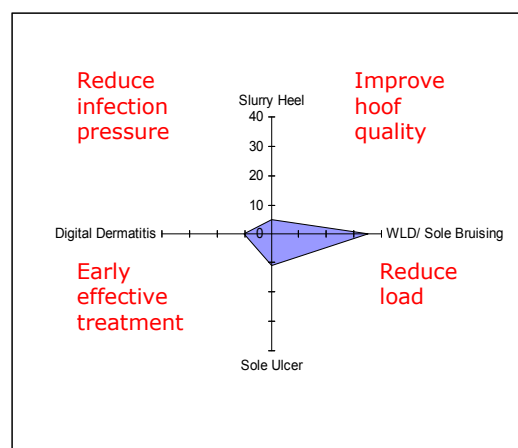 Reduce
infection
pressure
Improve
hoof
quality
Slurry Heel
40
30
20
10
0
Digital Dermatitis
WLD/ Sole Bruising
Early
effective
treatment
Reduce
load
Sole Ulcer